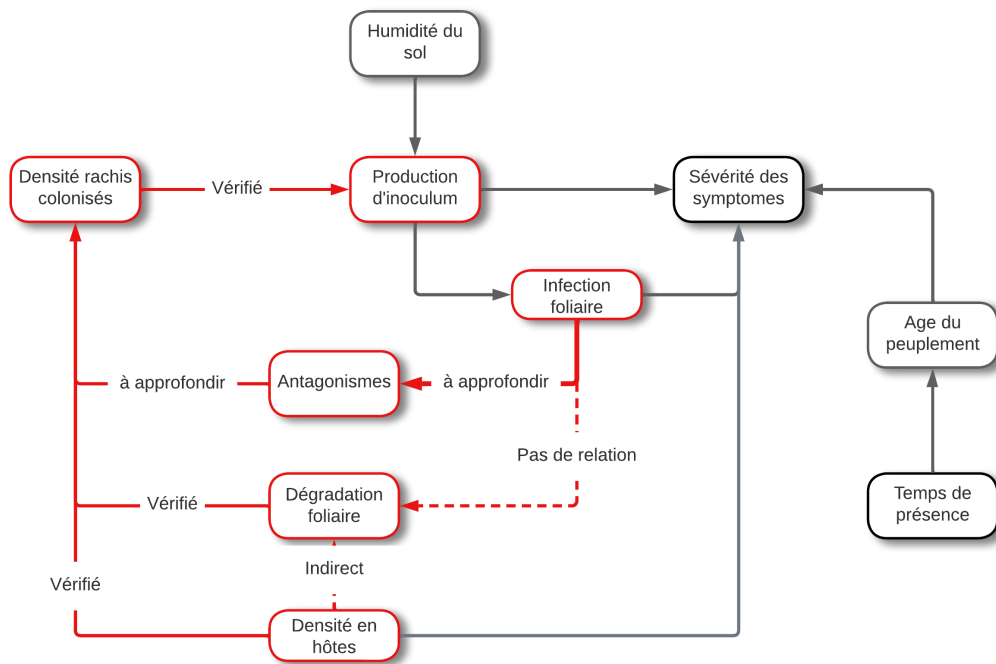 Humidité du
sol
Densité rachis
colonisés
Vérifié
Production
d'inoculum
Sévérité des
symptomes
Infection
foliaire
Age du
peuplement
à approfondir
Antagonismes
à approfondir
Pas de relation
Vérifié
Dégradation
foliaire
Temps de
présence
Indirect
Vérifié
Densité en
hôtes